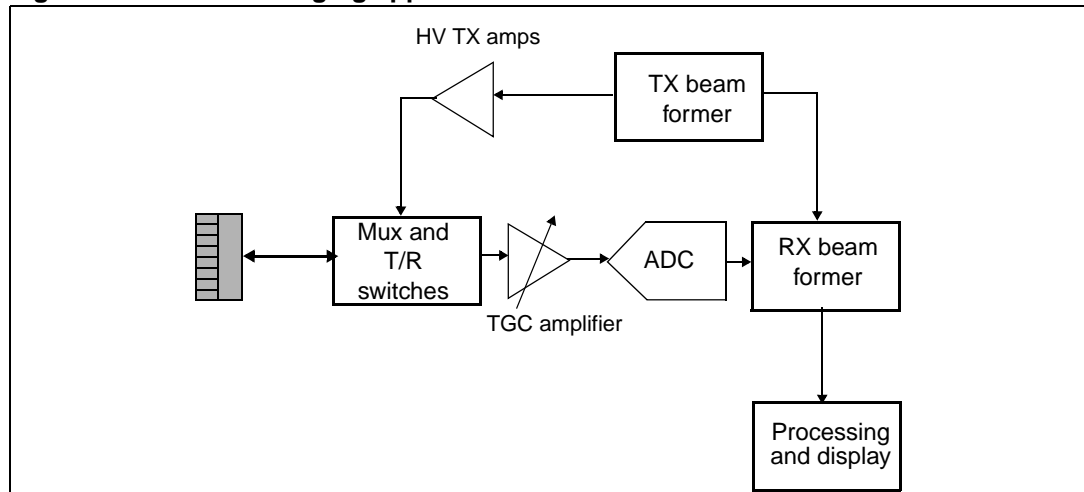 HV TX amps
TX beam
former
Mux and
T/R
switches
ADC
RX beam
former
TGC amplifier
Processing
and display